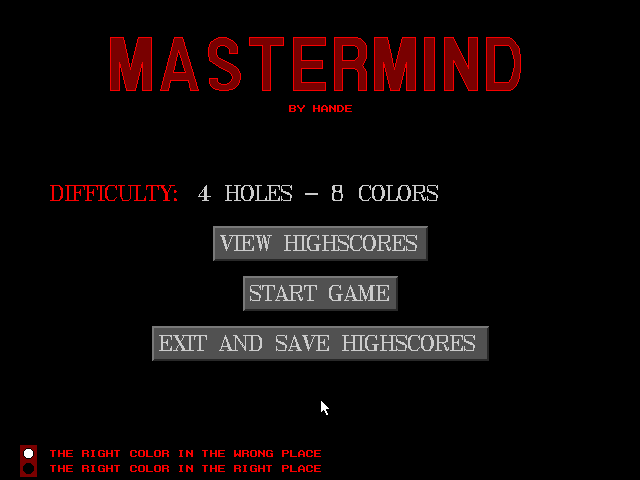 MASTERMIND
BY HANDE
DIFFICULTY: 4 HOLES - 8 COLORS
VIEW HIGHSCORES
START GAME
EXIT AND SAVE HIGHSCORES
THE RIGHT COLOR IN THE WRONG PLACE
THE RIGHT COLOR IN THE RIGHT PLACE